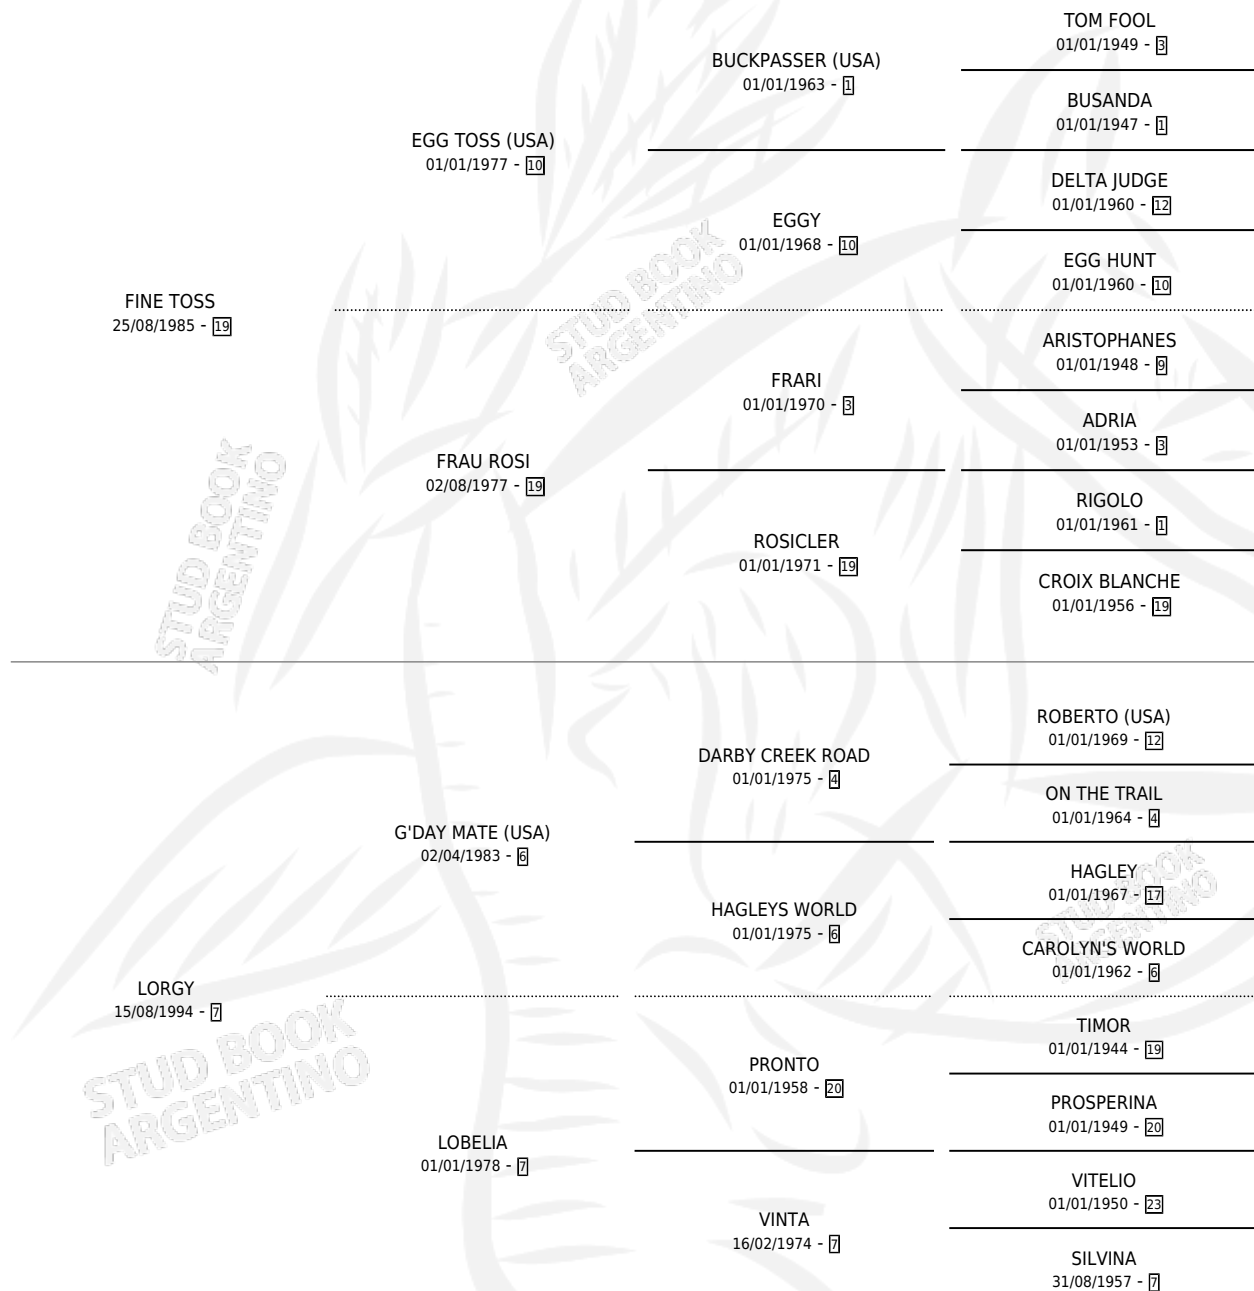 TOM FOOL
01/01/1949 - 3
BUCKPASSER (USA)
01/01/1963 - 1
BUSANDA
01/01/1947 - 1
EGG TOSS (USA)
01/01/1977 - 10
DELTA JUDGE
01/01/1960 - 12
EGGY
01/01/1968 - 10
EGG HUNT
01/01/1960 - 10
FINE TOSS
25/08/1985 - 19
STUD BOOK
ARGENTINO
ARISTOPHANES
01/01/1948 - 9
FRARI
01/01/1970 - 3
ADRIA
01/01/1953 - 3
FRAU ROSI
02/08/1977 - 19
STUD BOOK
ARGENTINO
RIGOLO
01/01/1961 - 1
ROSICLER
01/01/1971 - 19
CROIX BLANCHE
01/01/1956 - 19
ROBERTO (USA)
01/01/1969 - 12
DARBY CREEK ROAD
01/01/1975 - 4
ON THE TRAIL
01/01/1964 - 4
G'DAY MATE (USA)
02/04/1983 - 6
HAGLEY
01/01/1967 - 17
STUD BOOK
ARGENTINO
HAGLEYS WORLD
01/01/1975 - 6
CAROLYN'S WORLD
01/01/1962 - 6
LORGY
15/08/1994 - 7
STUD BOOK
ARGENTINO
TIMOR
01/01/1944 - 19
PRONTO
01/01/1958 - 20
PROSPERINA
01/01/1949 - 20
LOBELIA
01/01/1978 - 7
VITELIO
01/01/1950 - 23
VINTA
16/02/1974 - 7
SILVINA
31/08/1957 - 7